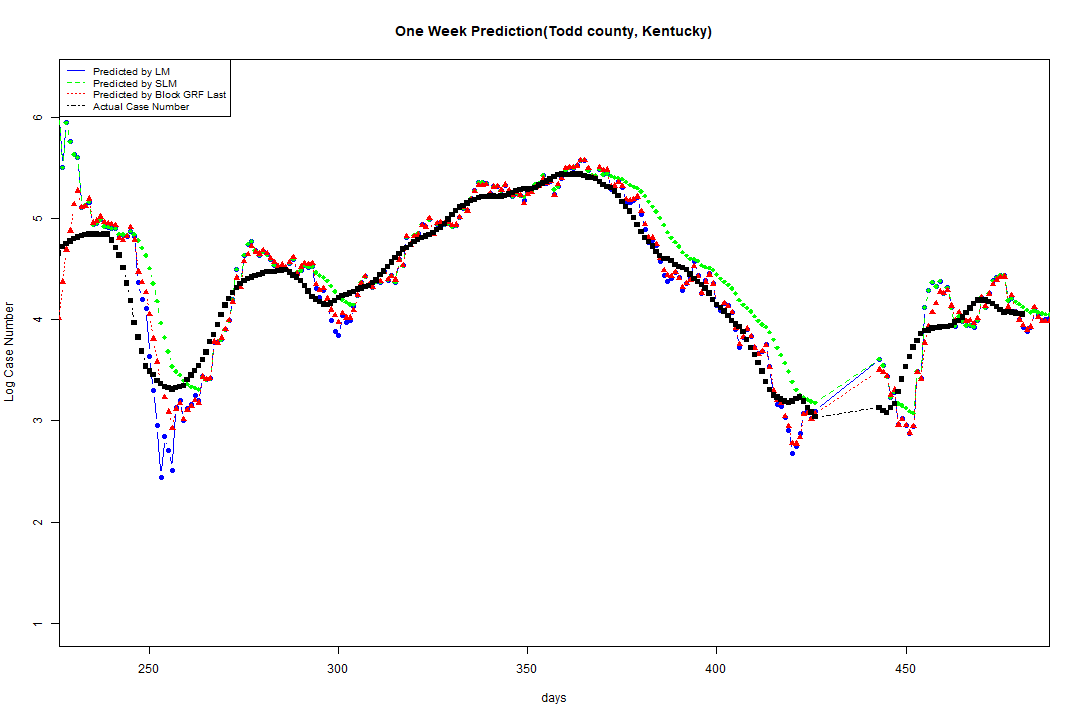 One Week Prediction(Todd county, Kentucky)
Predicted by LM
Predicted by SLM
Predicted by Block GRF Last
Actual Case Number
Log Case Number
6
5
4
3
2
1
250
300
350
400
450
days